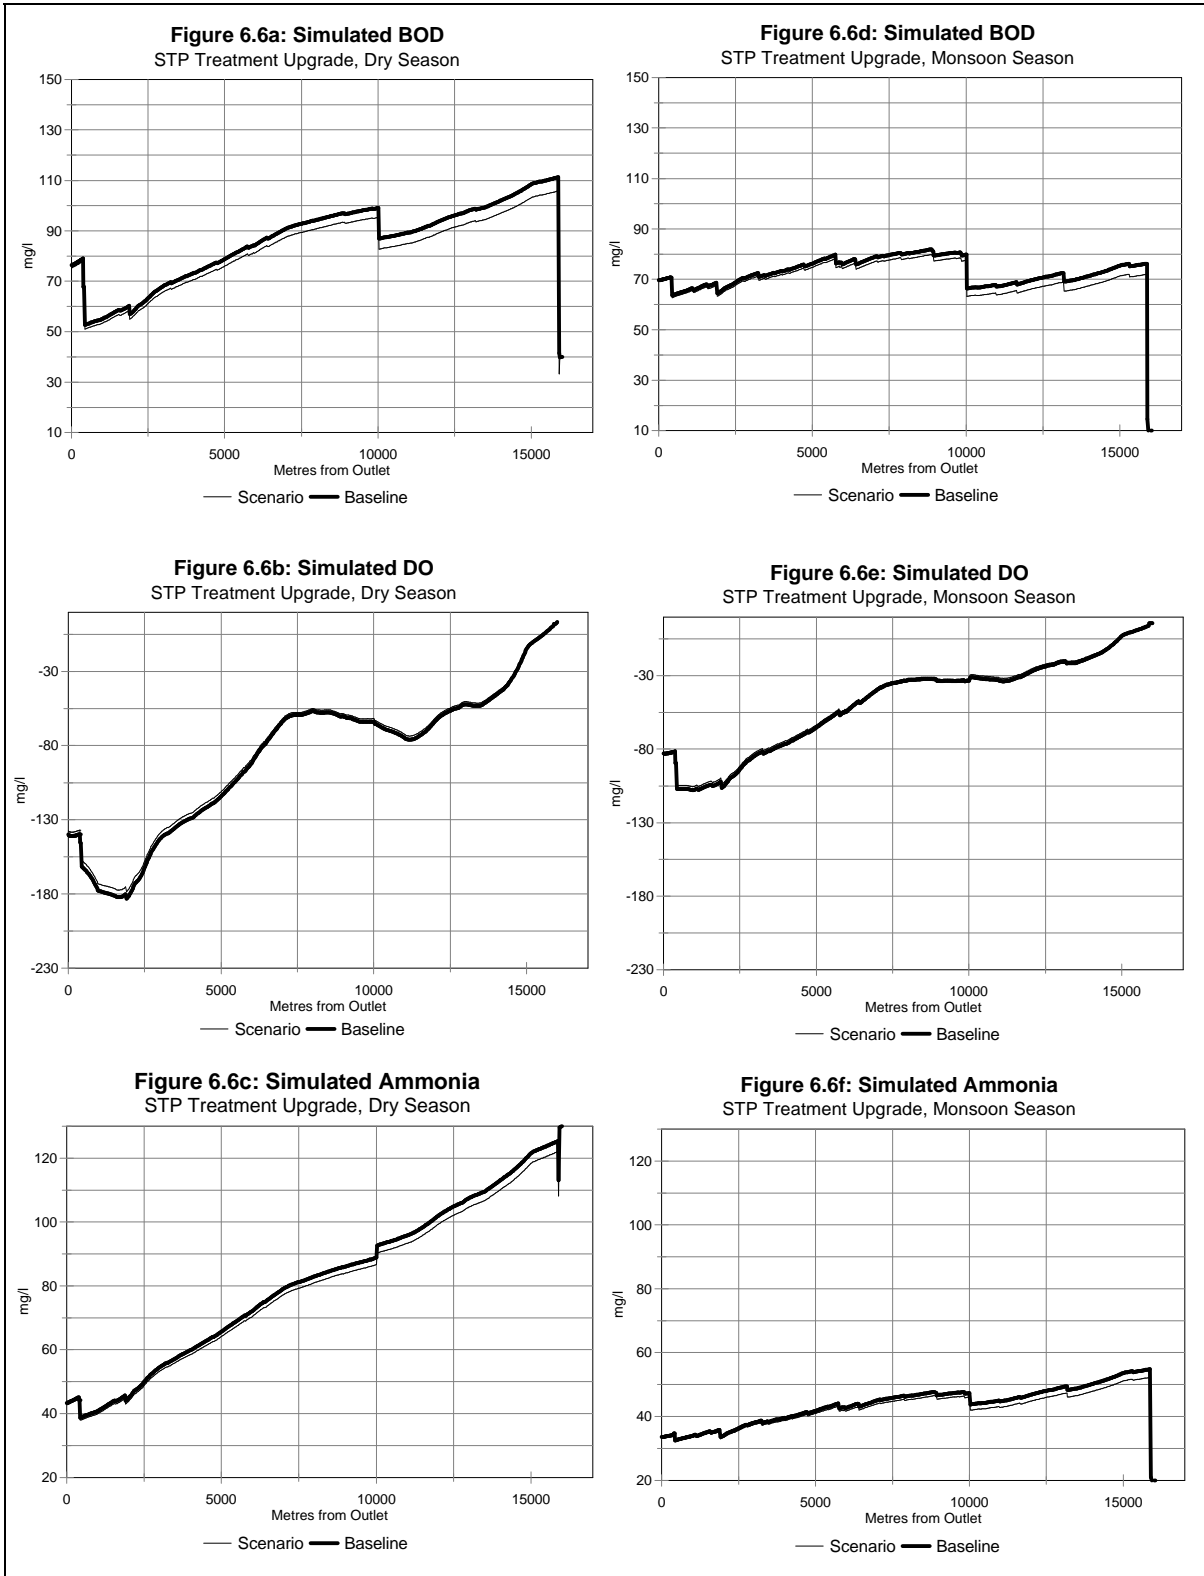 Figure 6.6a: Simulated BOD
STP Treatment Upgrade, Dry Season
150
130
110
90
70
50
30
10
mg/l
0
5000
10000
15000
Metres from Outlet
Scenario
Baseline
Figure 6.6d: Simulated BOD
STP Treatment Upgrade, Monsoon Season
150
130
110
90
70
50
30
10
mg/l
0
5000
10000
15000
Metres from Outlet
Scenario
Baseline
Figure 6.6b: Simulated DO
STP Treatment Upgrade, Dry Season
-30
-80
-130
-180
-230
mg/l
0
5000
10000
15000
Metres from Outlet
Scenario
Baseline
Figure 6.6e: Simulated DO
STP Treatment Upgrade, Monsoon Season
-30
-80
-130
-180
-230
mg/l
0
5000
10000
15000
Metres from Outlet
Scenario
Baseline
Figure 6.6c: Simulated Ammonia
STP Treatment Upgrade, Dry Season
120
100
80
60
40
20
mg/l
0
5000
10000
15000
Metres from Outlet
Scenario
Baseline
Figure 6.6f: Simulated Ammonia
STP Treatment Upgrade, Monsoon Season
120
100
80
60
40
20
mg/l
0
5000
10000
15000
Metres from Outlet
Scenario
Baseline